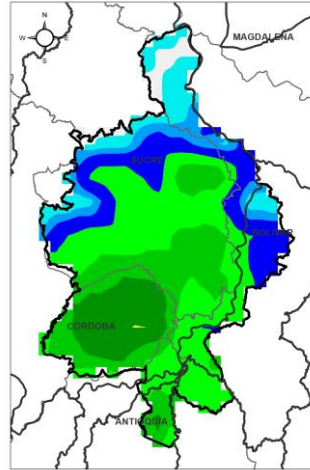 N
W E
S
MAGDALENA
SUCRE
BOLIVAR
CORDOBA
ANTIOQUIA